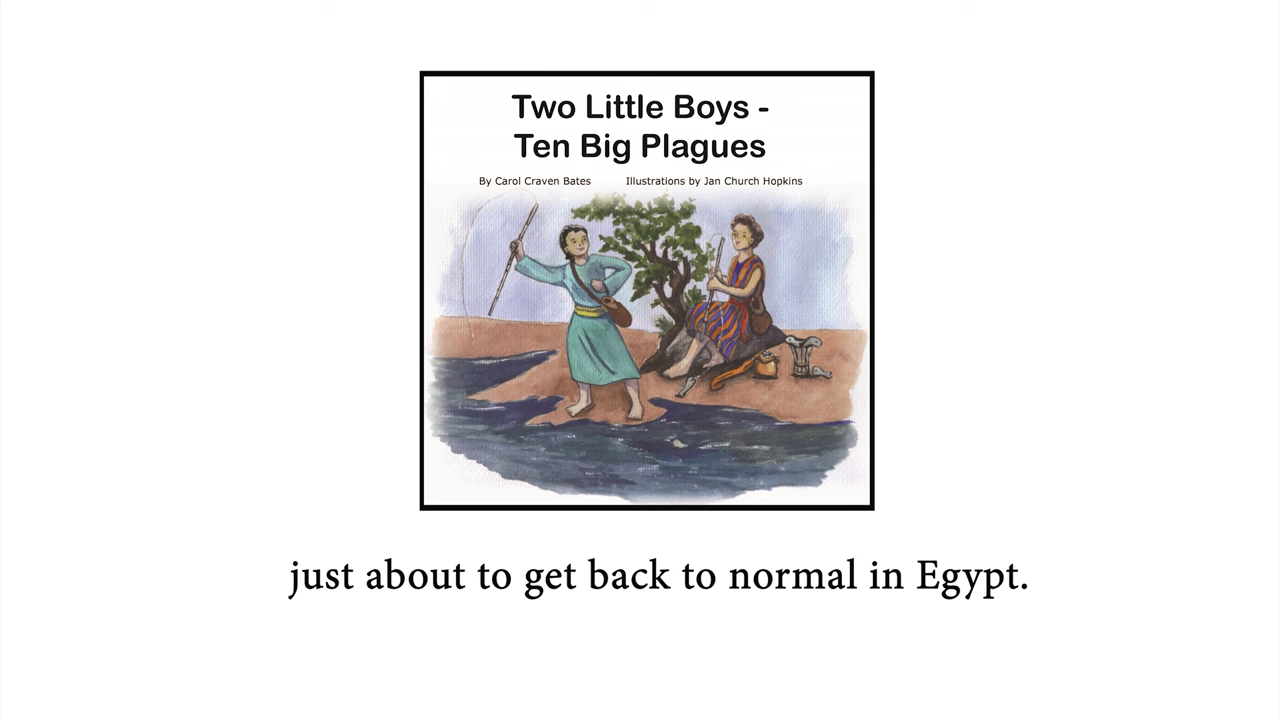 Two Little Boys -
Ten Big Plagues
By Carol Craven Bates Illustrations by Jan Church Hopkins
just about to get back to normal in Egypt.